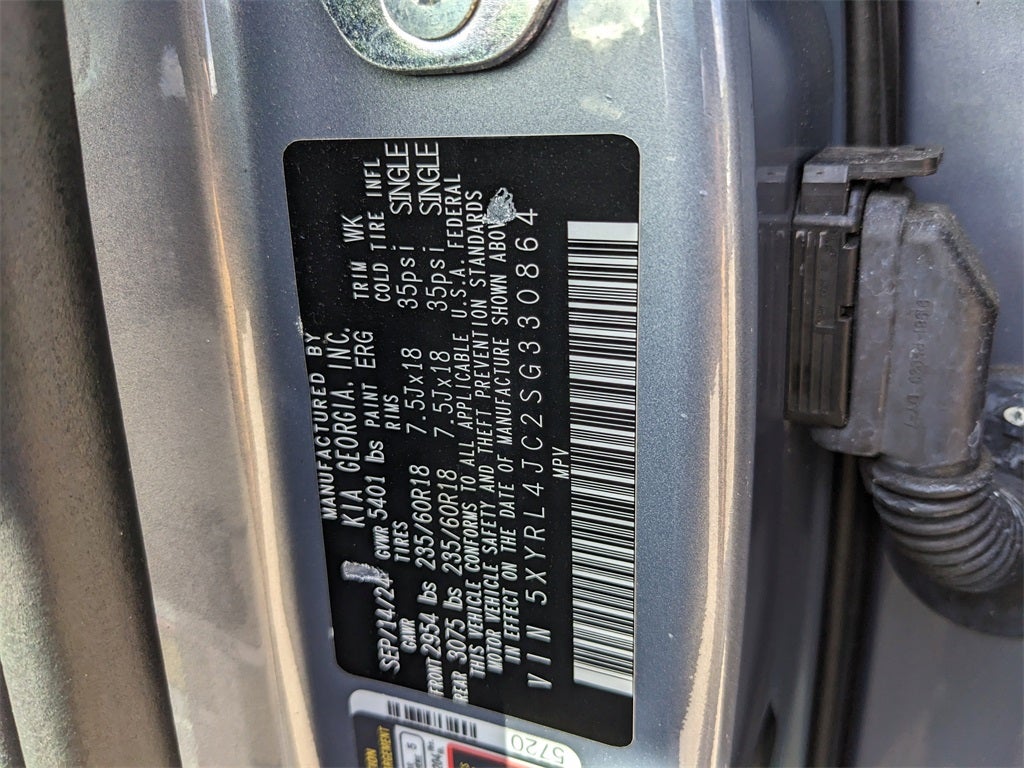 MANUFACTURED BY
KIA GEORGIA, INC.
SEP/14/24 GVWR 5401 lbs PAINT ERG TRIM WK
GAWR TIRES RIMS COLD TIRE INFL
FRONT 2954 lbs 235/60R18 7.5Jx18 35psi SINGLE
REAR 3075 lbs 235/60R18 7.5Jx18 35psi SINGLE
THIS VEHICLE CONFORMS TO ALL APPLICABLE U.S.A. FEDERAL
MOTOR VEHICLE SAFETY AND THEFT PREVENTION STANDARDS
IN EFFECT ON THE DATE OF MANUFACTURE SHOWN ABOVE
VIN 5XYRL4JC2SG330864
MPV
5720